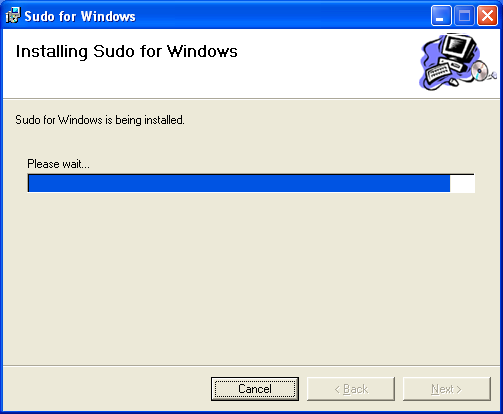 Sudo for Windows
Installing Sudo for Windows
Sudo for Windows is being installed.
Please wait...
Cancel
< Back
Next >